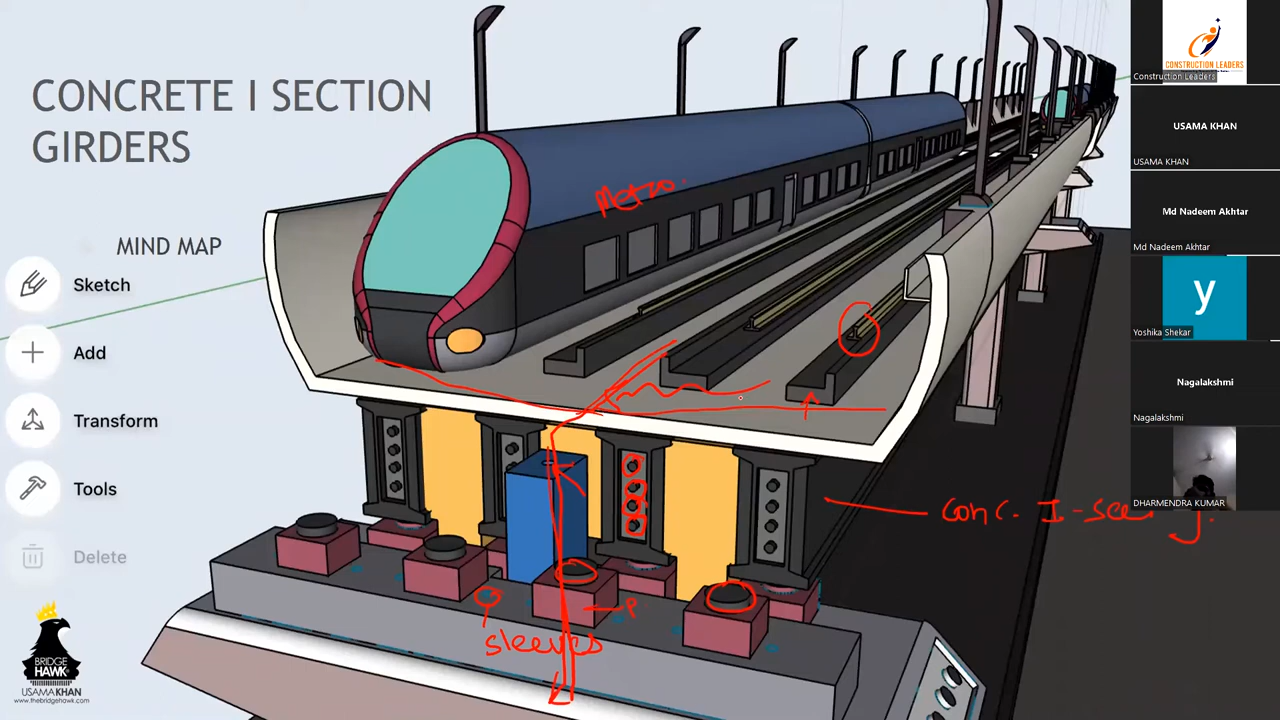 CONCRETE I SECTION
GIRDERS
MIND MAP
Sketch
Add
Transform
Tools
Delete
Metro.
conc. I-sec
P
sleeves
BRIDGE
HAWK
USAMA KHAN
www.thebridgehawk.com
CONSTRUCTION LEADERS
Construction Leaders
USAMA KHAN
USAMA KHAN
Md Nadeem Akhtar
Md Nadeem Akhtar
y
Yoshika Shekar
Nagalakshmi
Nagalakshmi
DHARMENDRA KUMAR